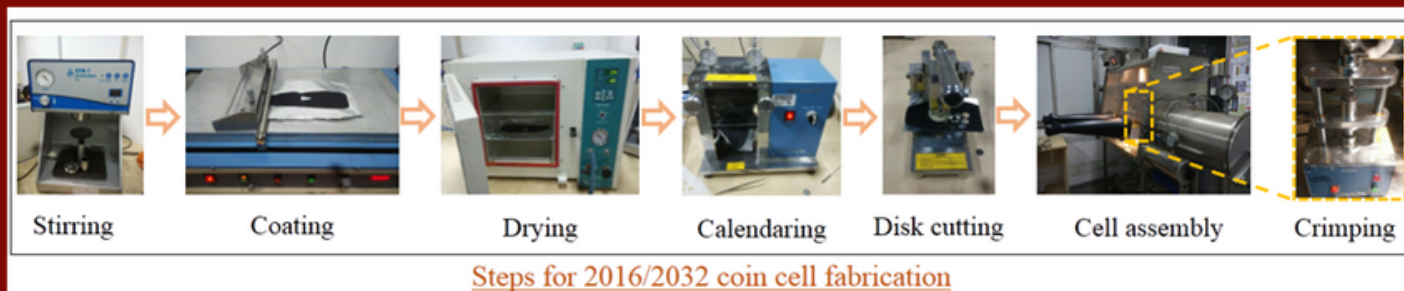 Stirring
Coating
Drying
Calendaring
Disk cutting
Cell assembly
Crimping
Steps for 2016/2032 coin cell fabrication